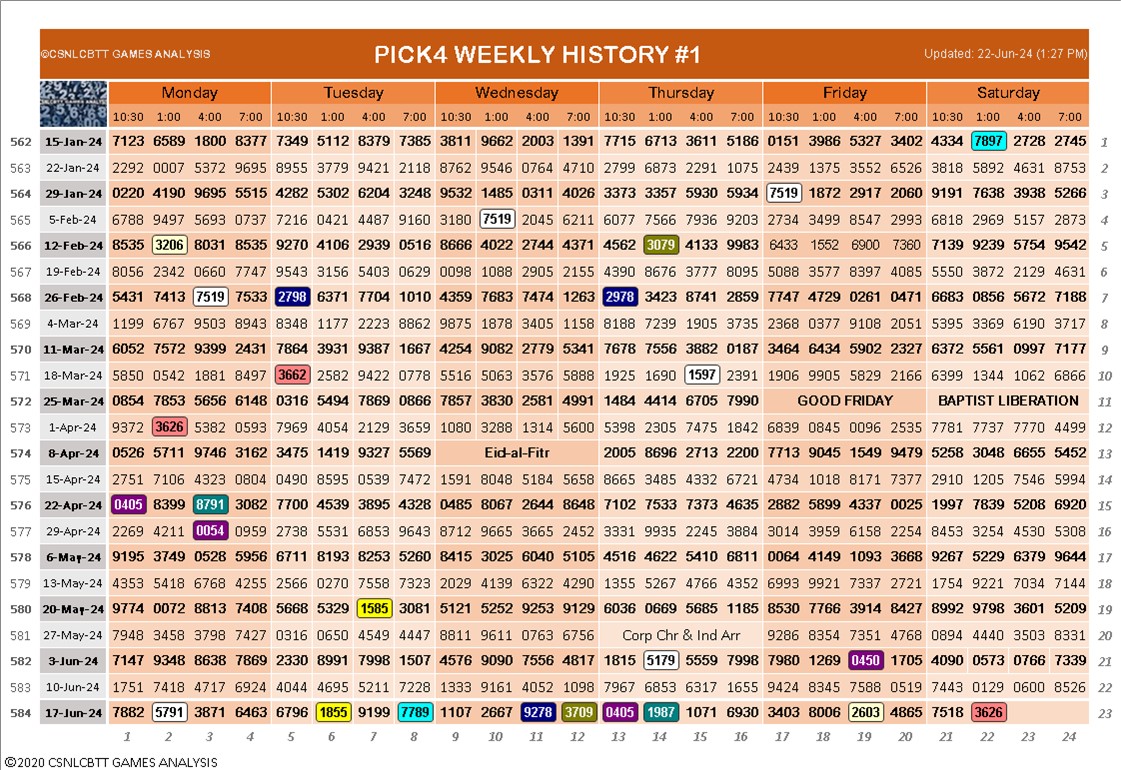 ©CSNLCBTT GAMES ANALYSIS PICK4 WEEKLY HISTORY #1 Updated: 22-Jun-24 (1:27 PM)
Monday Tuesday Wednesday Thursday Friday Saturday
10:30 1:00 4:00 7:00 10:30 1:00 4:00 7:00 10:30 1:00 4:00 7:00 10:30 1:00 4:00 7:00 10:30 1:00 4:00 7:00 10:30 1:00 4:00 7:00
562 15-Jan-24 7123 6589 1800 8377 7349 5112 8379 7385 3811 9662 2003 1391 7715 6713 3611 5186 0151 3986 5327 3402 4334 7897 2728 2745 1
563 22-Jan-24 2292 0007 5372 9695 8955 3779 9421 2118 8762 9546 0764 4710 2799 6873 2291 1075 2244 1995 3552 6526 3818 5892 4631 8753 2
564 29-Jan-24 0220 4190 9695 5515 4282 5302 6204 3248 9532 1485 0311 4026 3373 3357 5930 5934 7519 1872 2917 2060 9191 7638 3938 5266 3
565 5-Feb-24 6788 9497 5693 0737 7216 0421 4487 9160 3180 7519 2045 6211 6077 7566 7936 9203 2734 3499 8547 2993 6818 2969 5157 2873 4
566 12-Feb-24 8535 3206 8031 8535 9270 4106 2939 0516 8666 4022 2744 4371 4562 3079 4133 9983 6433 1552 6900 7360 7139 9239 5754 9542 5
567 19-Feb-24 8056 2342 0660 7747 9543 3156 5403 0629 0098 1088 2905 2155 4390 8676 3777 8095 5088 3577 8397 4085 5550 3872 2129 4631 6
568 26-Feb-24 5431 7413 7519 7533 2798 6371 7704 1010 4359 7683 7474 1263 2978 3423 8741 2859 7747 4729 0261 0471 6683 0856 5672 7188 7
569 4-Mar-24 1199 6767 9503 8943 8348 1177 2223 8862 9875 1878 3405 1158 8188 7239 1905 3735 2368 0377 9108 2051 5395 3369 6190 3717 8
570 11-Mar-24 6052 7572 9399 2431 7864 3931 9387 1667 4254 9082 2779 5341 7678 7556 3882 0187 3464 6434 5902 2327 6372 5561 0997 7177 9
571 18-Mar-24 5850 0542 1881 8497 3662 2582 9422 0778 5516 5063 3576 5888 1925 1690 1597 2391 1906 9905 5829 2166 6399 1344 1062 6866 10
572 25-Mar-24 0854 7853 5656 6148 0316 5494 7869 0866 7857 3830 2581 4991 1484 4414 6705 7990 GOOD FRIDAY BAPTIST LIBERATION 11
573 1-Apr-24 9372 3626 5382 0593 7969 4054 2129 3659 1080 3288 1314 5600 5398 2305 7475 1842 6839 0845 0096 2535 7781 7737 7770 4499 12
574 8-Apr-24 0526 5711 9746 3162 3475 1419 9327 5569 Eid-al-Fitr 2005 8696 2713 2200 7713 9045 1549 9479 5258 3048 6655 5452 13
575 15-Apr-24 2751 7106 4323 0804 0490 8595 0539 7472 1591 8048 5184 5658 8665 3485 4332 6721 4734 1018 8171 7377 2910 1205 7546 5994 14
576 22-Apr-24 0405 8399 8791 3082 7700 4539 3895 4328 0485 8067 2644 8648 7102 7533 7373 4635 2882 5899 4337 0025 1997 7839 5208 6920 15
577 29-Apr-24 2269 4211 0054 0959 2738 5531 6853 9643 8712 9665 3665 2452 3331 9935 2245 3884 3014 3959 6158 2254 8453 3254 4530 5308 16
578 6-May-24 9195 3749 0528 5956 6711 8193 8253 5260 8415 3025 6040 5105 4516 4622 5410 6811 0064 4149 1093 3668 9267 5229 6379 9644 17
579 13-May-24 4353 5418 6768 4255 2566 0270 7558 7323 2029 4139 6322 4290 1355 5267 4766 4352 6993 9921 7337 2721 1754 9221 7034 7144 18
580 20-May-24 9774 0072 8813 7408 5668 5329 1585 3081 5121 5252 9253 9129 6036 0669 5685 1185 8530 7766 3914 8427 8992 9798 3601 5209 19
581 27-May-24 7948 3458 3798 7427 0316 0650 4549 4447 8811 9611 0763 6756 Corp Chr & Ind Arr 9286 8354 7351 4768 0894 4440 3503 8331 20
582 3-Jun-24 7147 9348 8638 7869 2330 8991 7998 1507 4576 9090 7556 4817 1815 5179 5559 7998 7980 1269 0450 1705 4090 0573 0766 7339 21
583 10-Jun-24 1751 7418 4717 6924 4044 4695 5211 7228 1333 9161 4052 1098 7967 6853 6317 1655 9424 8345 7588 0519 7443 0129 0600 8526 22
584 17-Jun-24 7882 5791 3871 6463 6796 1855 9199 7789 1107 2667 9278 3709 0405 1987 1071 6930 3403 8006 2603 4865 7518 3626 23
1 2 3 4 5 6 7 8 9 10 11 12 13 14 15 16 17 18 19 20 21 22 23 24
©2020 CSNLCBTT GAMES ANALYSIS